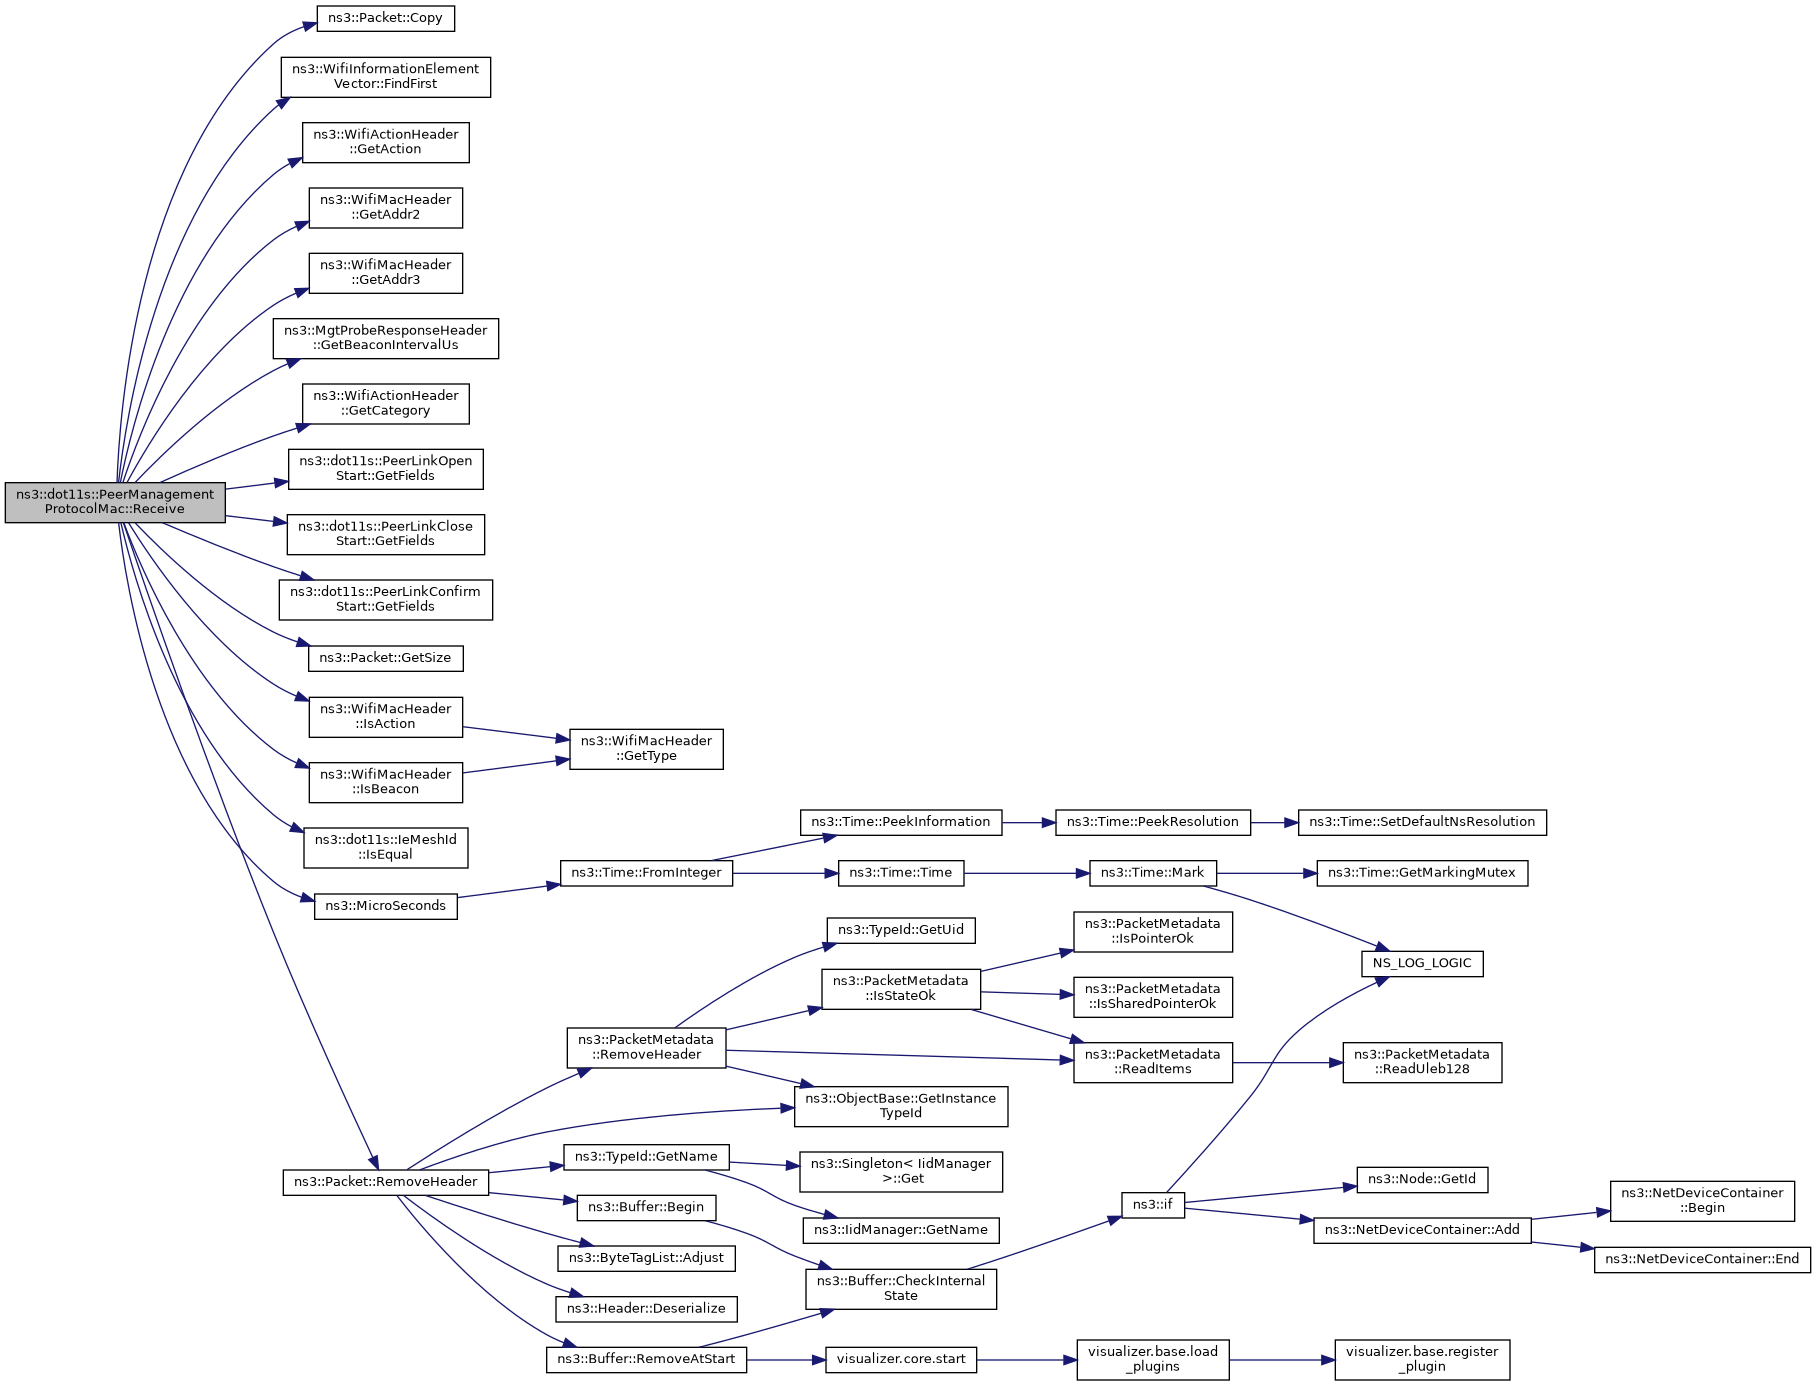 ns3::dot11s::PeerManagement
ProtocolMac::Receive
ns3::Packet::Copy
ns3::WifiInformationElement
Vector::FindFirst
ns3::WifiActionHeader
::GetAction
ns3::WifiMacHeader
::GetAddr2
ns3::WifiMacHeader
::GetAddr3
ns3::MgtProbeResponseHeader
::GetBeaconIntervalUs
ns3::WifiActionHeader
::GetCategory
ns3::dot11s::PeerLinkOpen
Start::GetFields
ns3::dot11s::PeerLinkClose
Start::GetFields
ns3::dot11s::PeerLinkConfirm
Start::GetFields
ns3::Packet::GetSize
ns3::WifiMacHeader
::IsAction
ns3::WifiMacHeader
::IsBeacon
ns3::WifiMacHeader
::GetType
ns3::dot11s::IeMeshId
::IsEqual
ns3::MicroSeconds
ns3::Time::FromInteger
ns3::Time::PeekInformation
ns3::Time::PeekResolution
ns3::Time::SetDefaultNsResolution
ns3::Time::Time
ns3::Time::Mark
ns3::Time::GetMarkingMutex
NS_LOG_LOGIC
ns3::Packet::RemoveHeader
ns3::PacketMetadata
::RemoveHeader
ns3::TypeId::GetUid
ns3::PacketMetadata
::IsStateOk
ns3::PacketMetadata
::IsPointerOk
ns3::PacketMetadata
::IsSharedPointerOk
ns3::PacketMetadata
::ReadItems
ns3::PacketMetadata
::ReadUleb128
ns3::ObjectBase::GetInstance
TypeId
ns3::TypeId::GetName
ns3::Singleton< IidManager
>::Get
ns3::IidManager::GetName
ns3::Buffer::Begin
ns3::ByteTagList::Adjust
ns3::Header::Deserialize
ns3::Buffer::RemoveAtStart
ns3::Buffer::CheckInternal
State
ns3::if
ns3::Node::GetId
ns3::NetDeviceContainer::Add
ns3::NetDeviceContainer
::Begin
ns3::NetDeviceContainer::End
visualizer.core.start
visualizer.base.load
_plugins
visualizer.base.register
_plugin